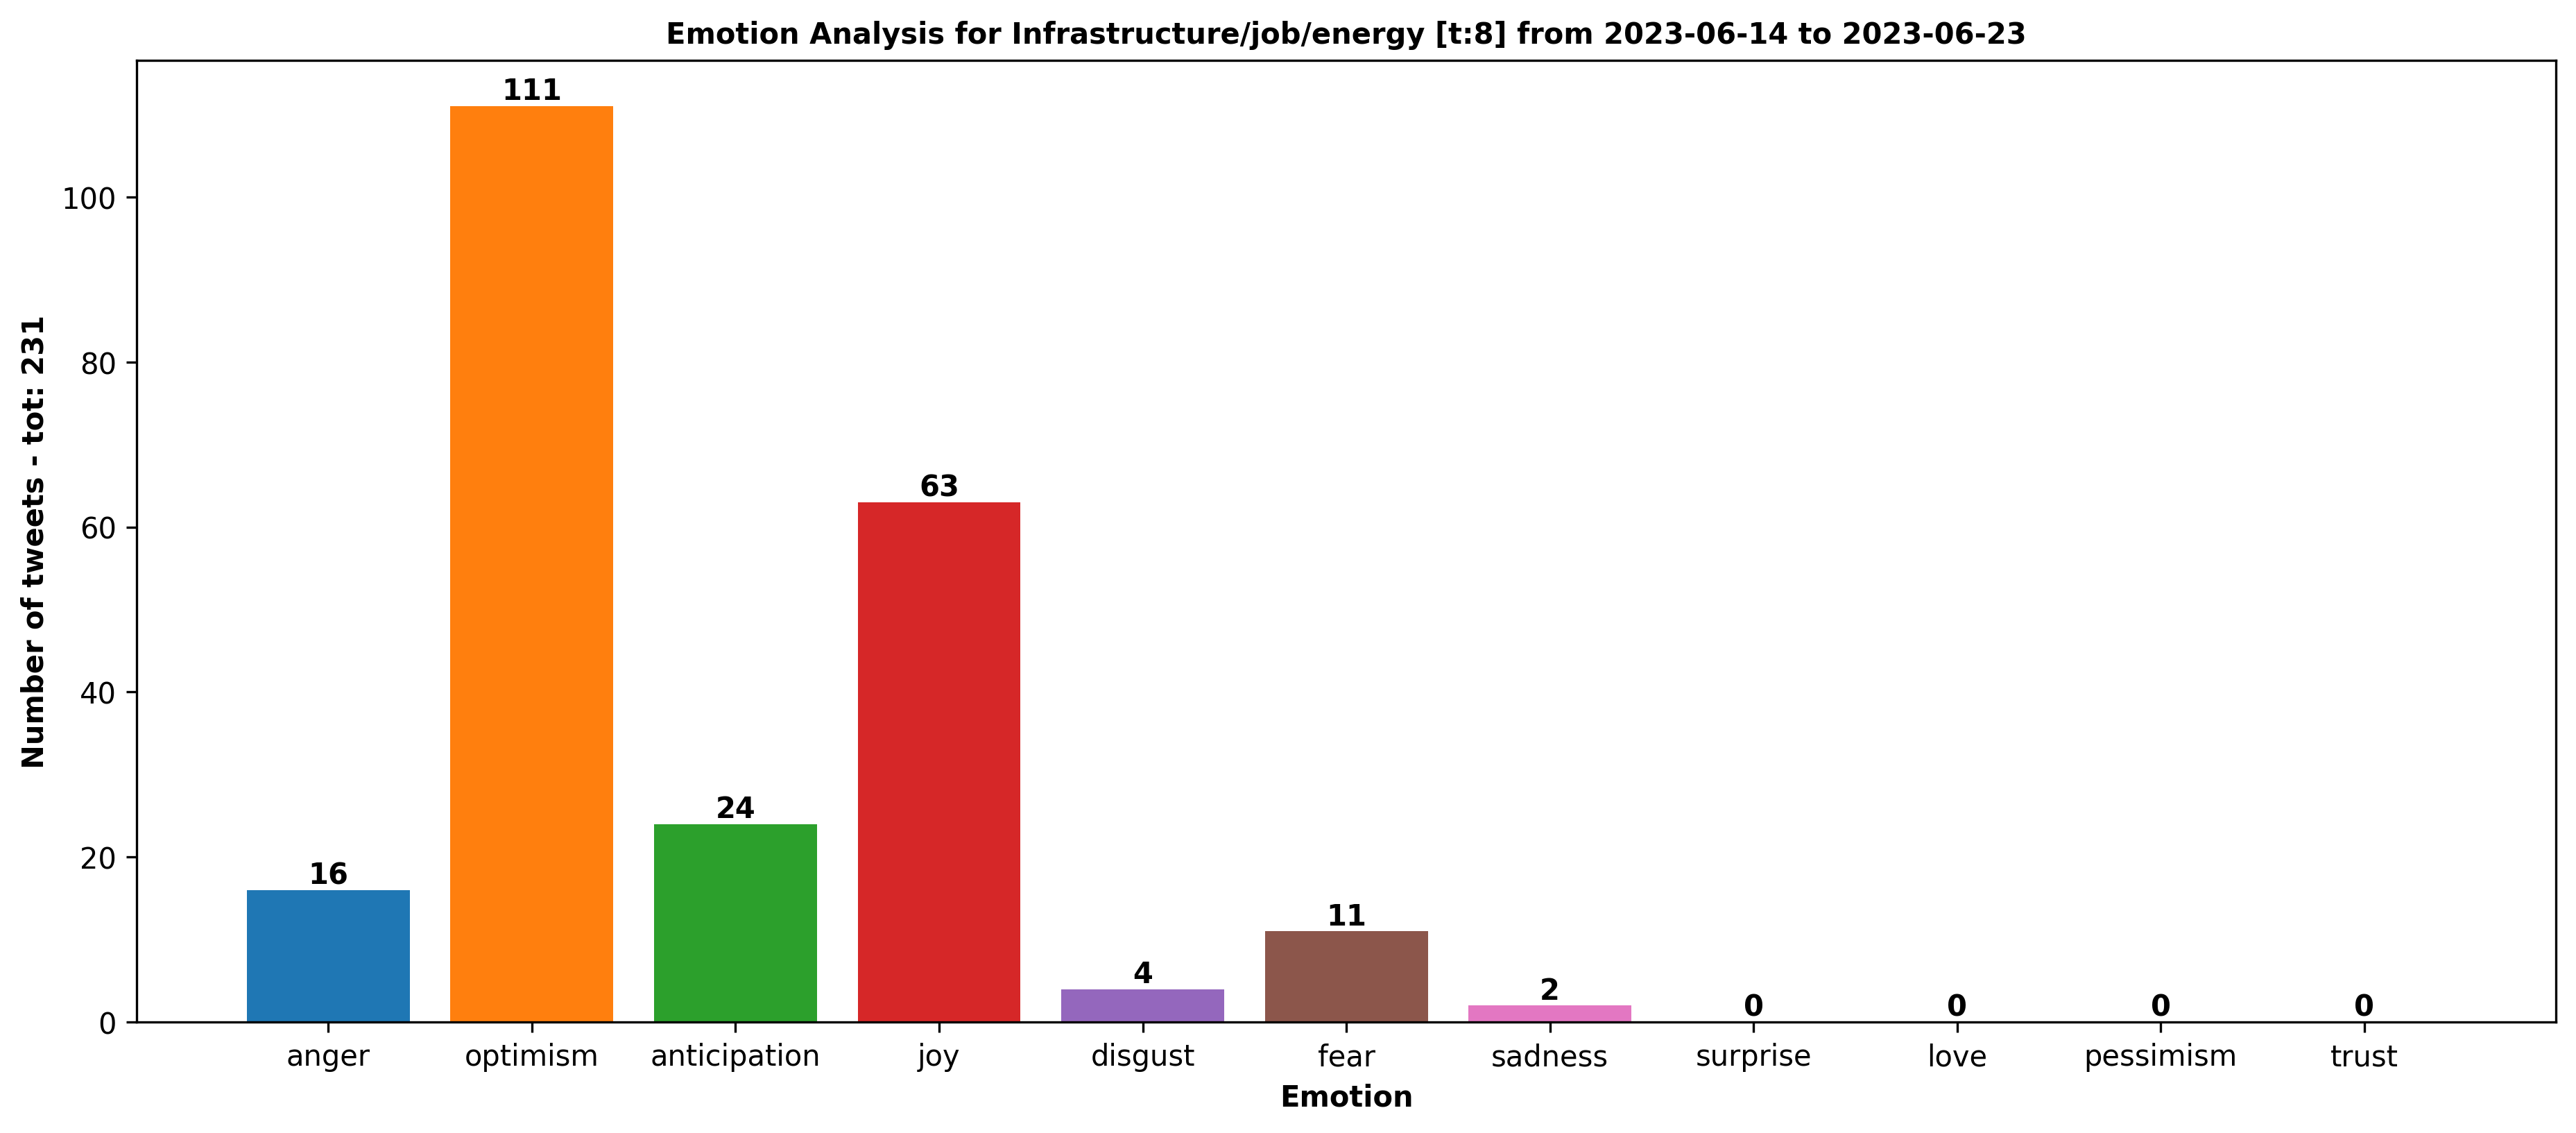 Emotion Analysis for Infrastructure/job/energy [t:8] from 2023-06-14 to 2023-06-23
Number of tweets - tot: 231
100
80
60
40
20
0
16
111
24
63
4
11
2
0
0
0
0
anger
optimism
anticipation
joy
disgust
fear
sadness
surprise
love
pessimism
trust
Emotion